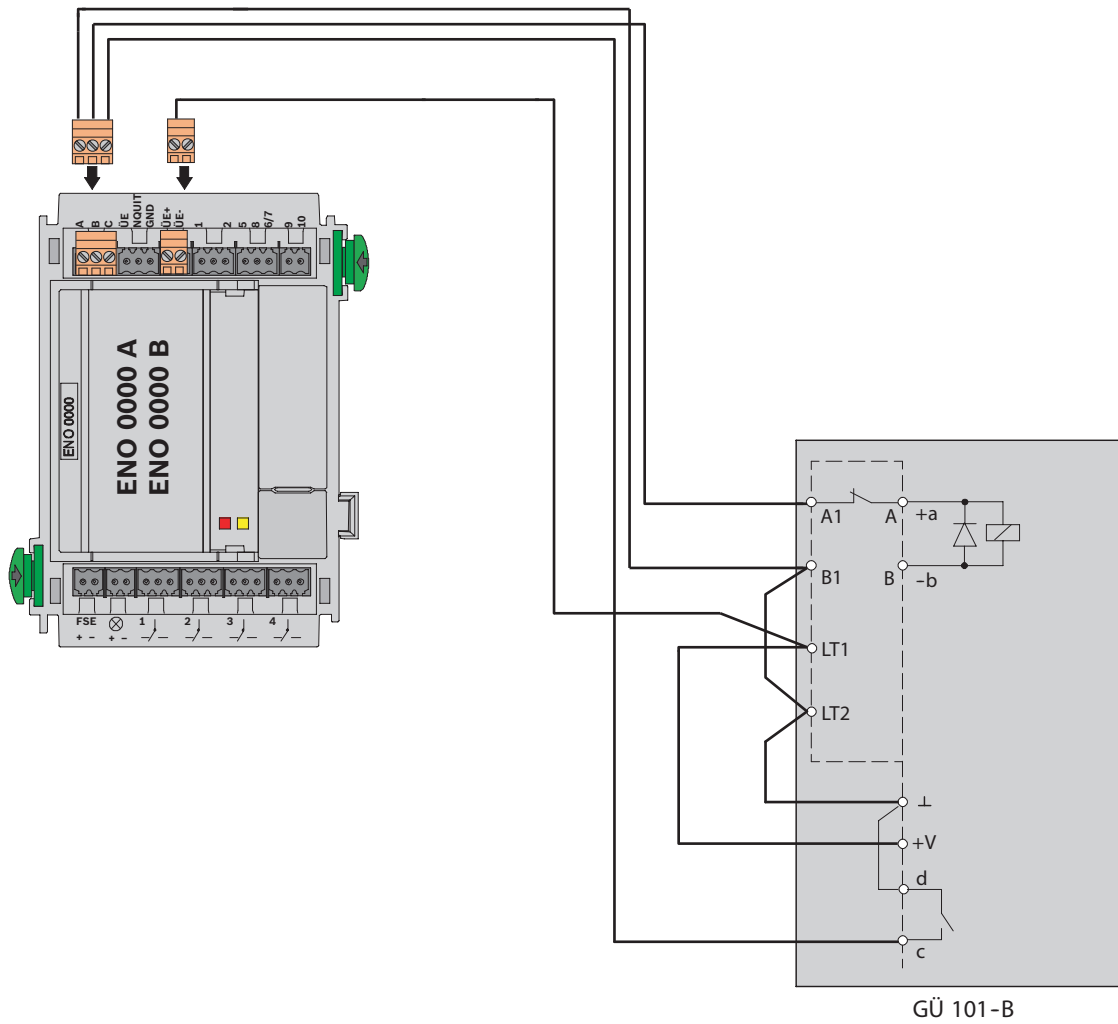 A
B
C
ÜE
NQUIT
GND
ÜE+
ÜE-
1
2
5
8
6/7
9
10
ENO 0000
ENO 0000 A
ENO 0000 B
FSE
+ -
+ -
1
2
3
4
A1
A
+a
B1
B
-b
LT1
LT2
⊥
+V
d
c
GÜ 101-B